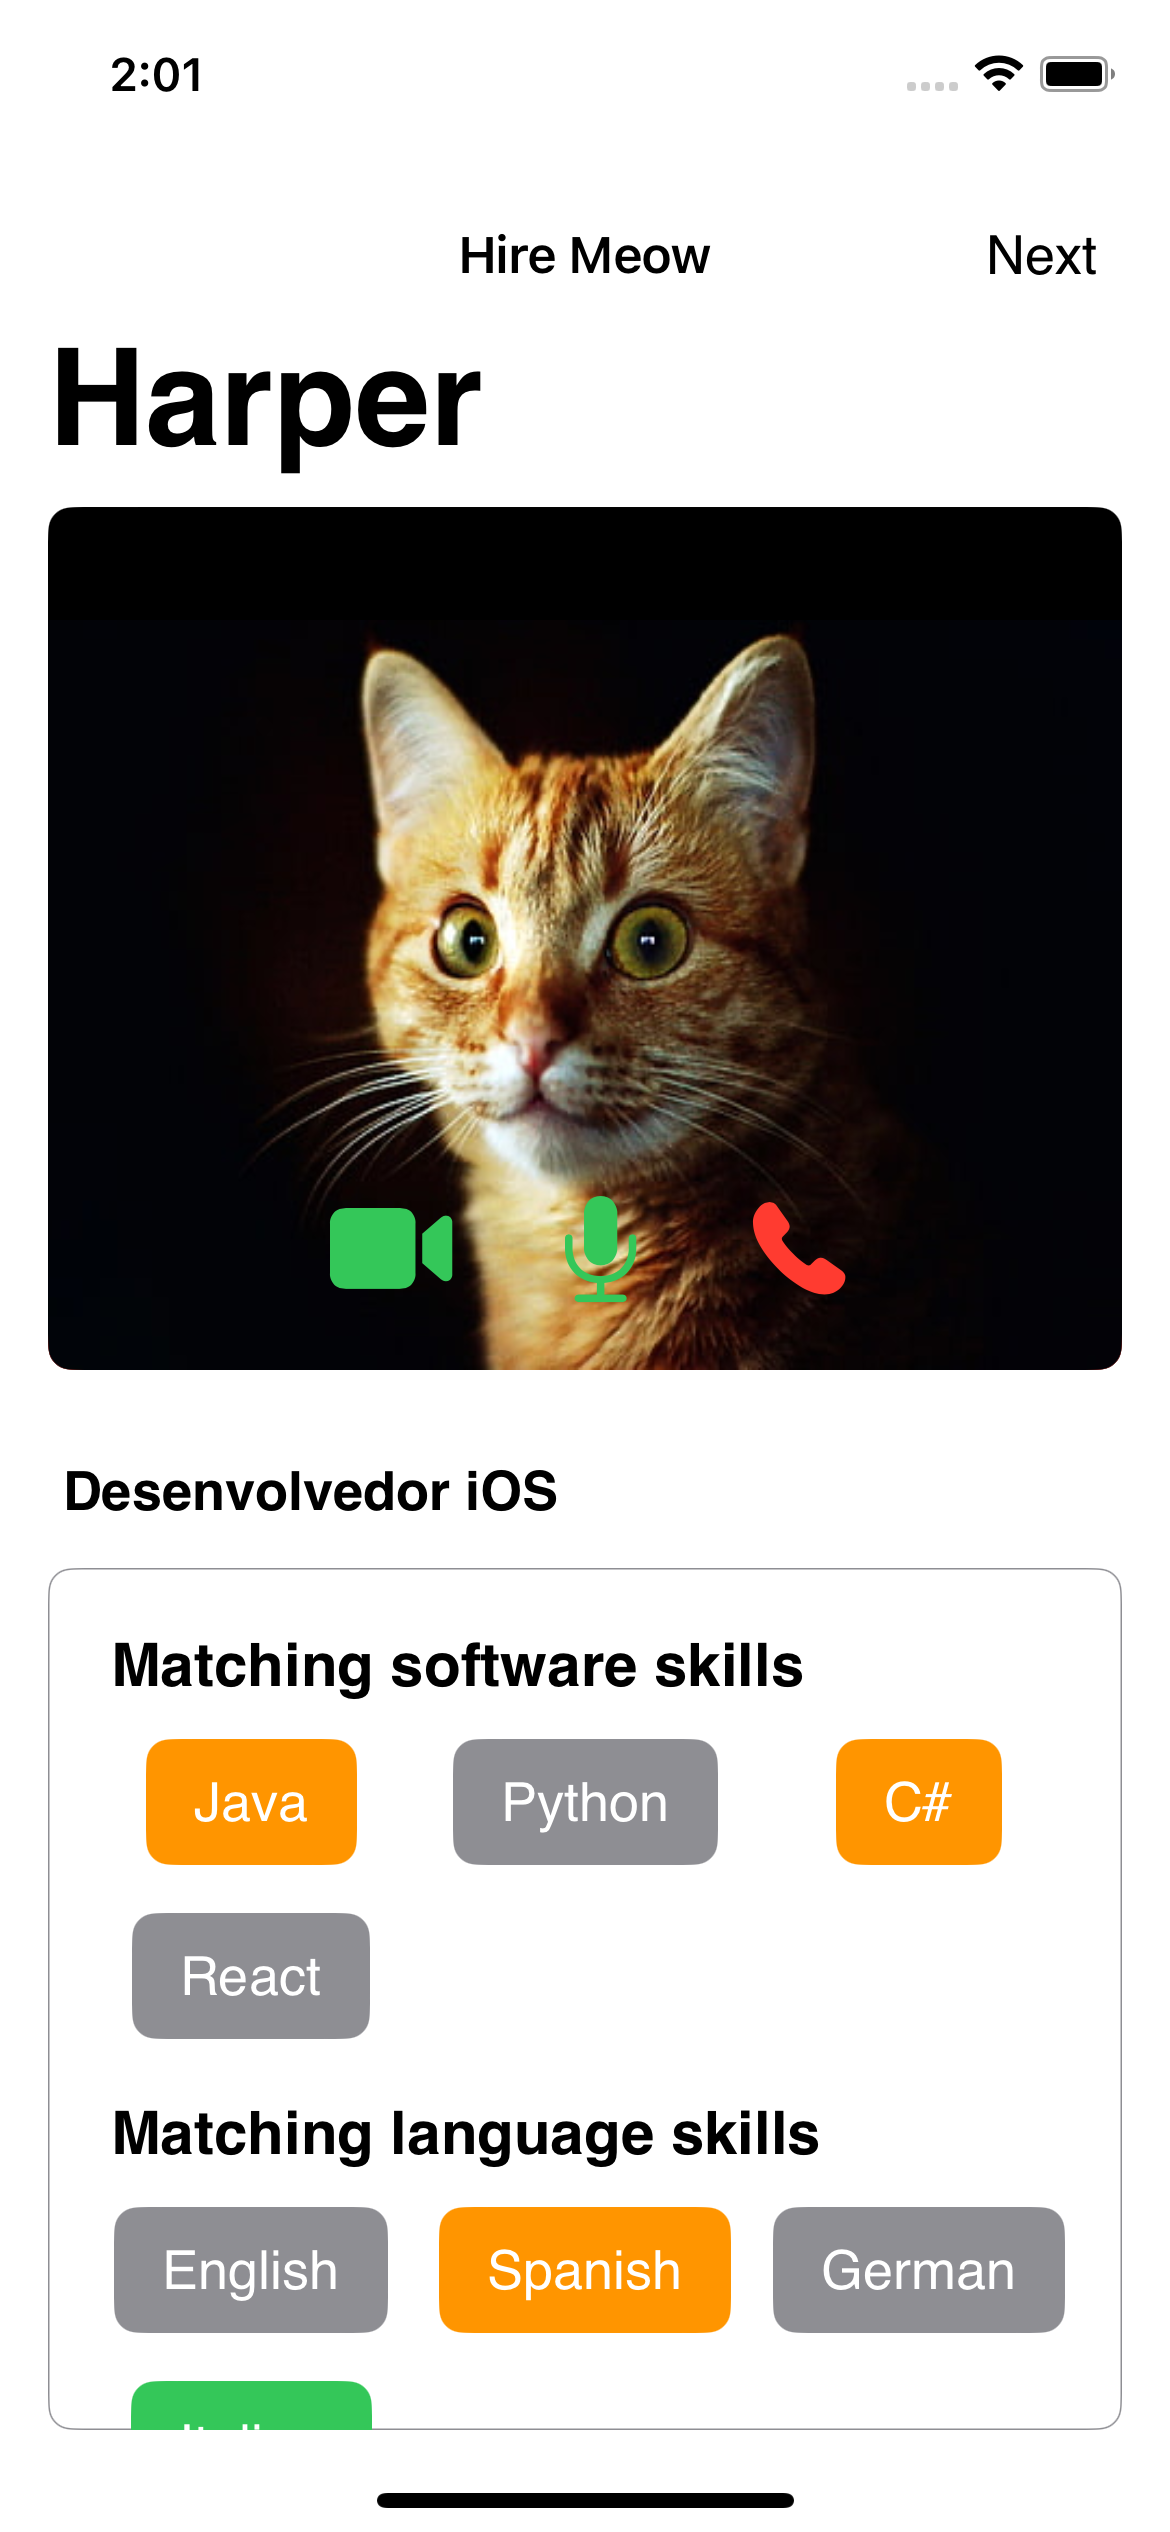 2:01
Hire Meow
Next
Harper
Desenvolvedor iOS
Matching software skills
Java Python C#
React
Matching language skills
English Spanish German